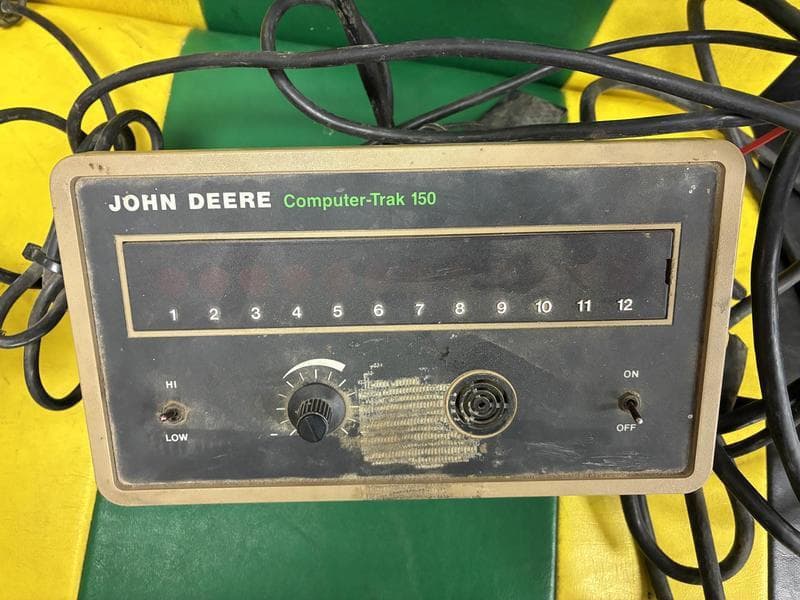 JOHN DEERE Computer-Trak 150
1 2 3 4 5 6 7 8 9 10 11 12
HI
LOW
ON
OFF